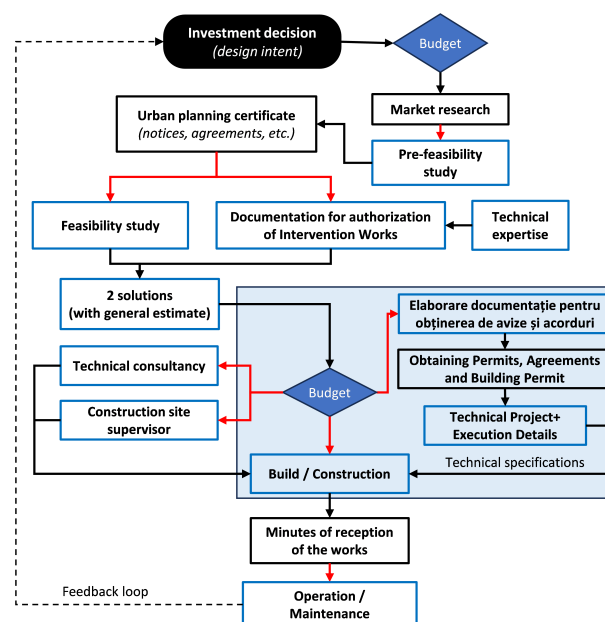 Investment decision
(design intent)
Budget
Market research
Urban planning certificate
(notices, agreements, etc.)
Pre-feasibility
study
Feasibility study
Documentation for authorization
of Intervention Works
Technical
expertise
2 solutions
(with general estimate)
Elaborare documentație pentru
obținerea de avize și acorduri
Technical consultancy
Obtaining Permits, Agreements
and Building Permit
Budget
Construction site
supervisor
Technical Project+
Execution Details
Technical specifications
Build / Construction
Minutes of reception
of the works
Feedback loop
Operation /
Maintenance